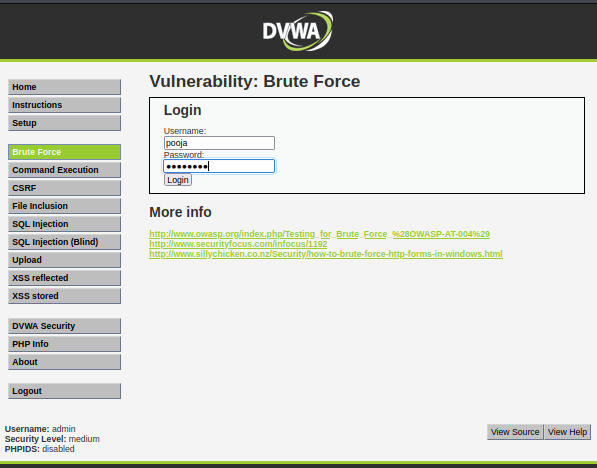 DVWA
Home
Instructions
Setup
Brute Force
Command Execution
CSRF
File Inclusion
SQL Injection
SQL Injection (Blind)
Upload
XSS reflected
XSS stored
DVWA Security
PHP Info
About
Logout
Vulnerability: Brute Force
Login
Username:
pooja
Password:
●●●●●●●●
Login
More info
http://www.owasp.org/index.php/Testing_for_Brute_Force_%28OWASP-AT-004%29
http://www.securityfocus.com/infocus/1192
http://www.sillychicken.co.nz/Security/how-to-brute-force-http-forms-in-windows.html
Username: admin
Security Level: medium
PHPIDS: disabled
View Source View Help